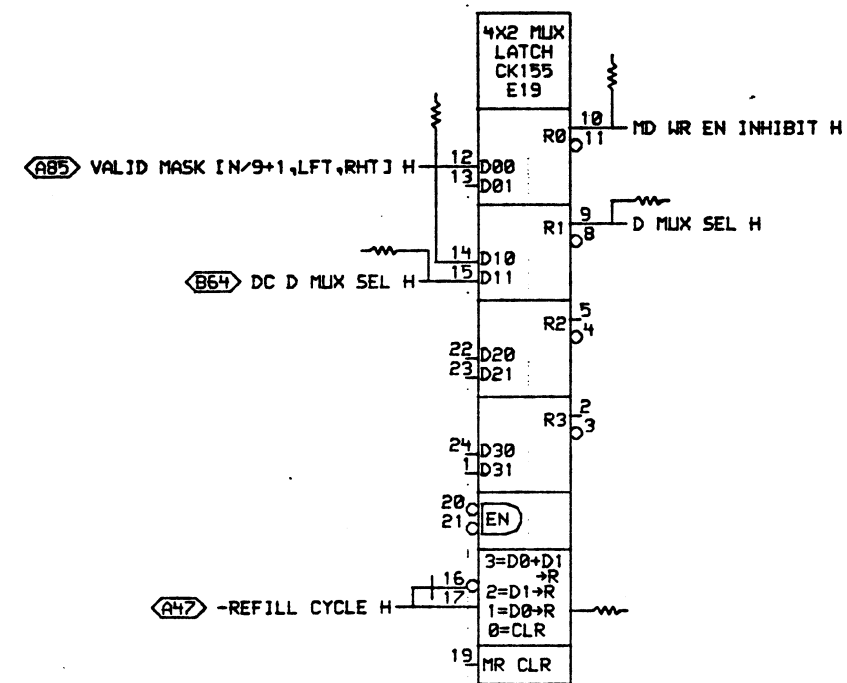 4X2 MUX
LATCH
CK155
E19
10
R0
11
MD WR EN INHIBIT H
A85 VALID MASK [N/9+1,LFT,RHT] H
12
D00
13
D01
9
R1
8
D MUX SEL H
14
D10
15
D11
B64 DC D MUX SEL H
5
R2
4
22
D20
23
D21
2
R3
3
24
D30
1
D31
20
21
EN
3=D0+D1
→R
16
2=D1→R
17
1=D0→R
0=CLR
A47 -REFILL CYCLE H
19
MR CLR